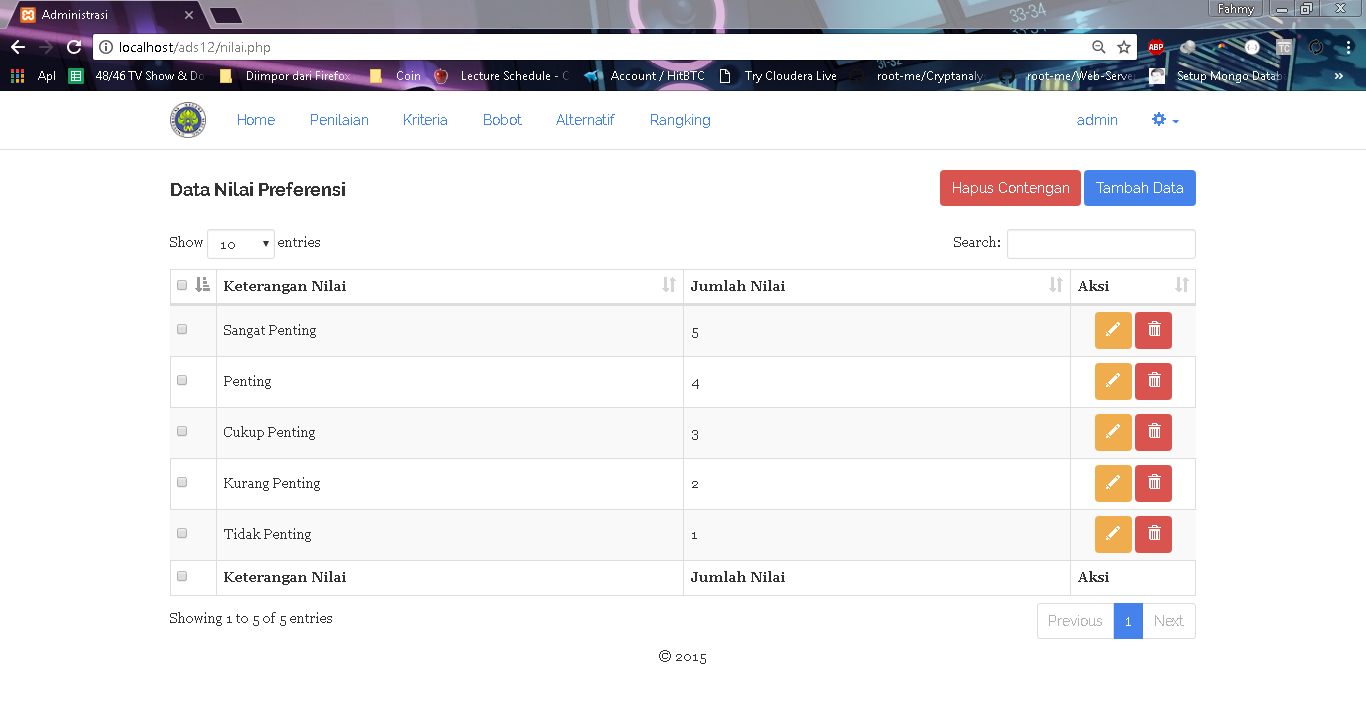 Administrasi
Fahmy
localhost/ads12/nilai.php
ABP
TC
Apl 48/46 TV Show & Do Diimpor dari Firefox Coin Lecture Schedule - C Account / HitBTC Try Cloudera Live root-me/Cryptanaly root-me/Web-Serve Setup Mongo Datab »
Home Penilaian Kriteria Bobot Alternatif Rangking admin
Data Nilai Preferensi Hapus Contengan Tambah Data
Show 10 entries Search:
Keterangan Nilai Jumlah Nilai Aksi
Sangat Penting 5
Penting 4
Cukup Penting 3
Kurang Penting 2
Tidak Penting 1
Keterangan Nilai Jumlah Nilai Aksi
Showing 1 to 5 of 5 entries Previous 1 Next
© 2015